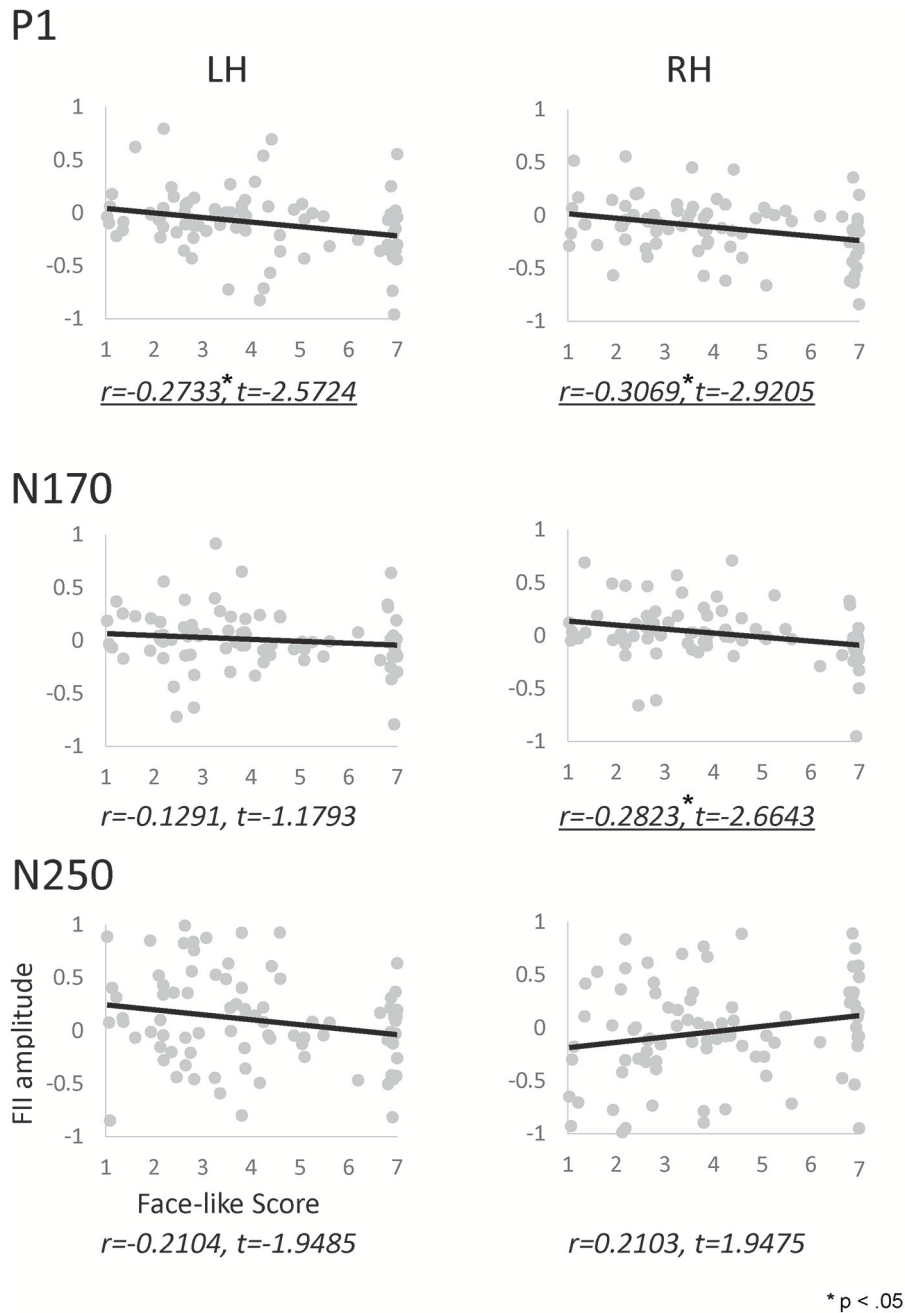 P1
LH RH
1 1
0.5 0.5
0 0
-0.5 -0.5
-1 -1
1 2 3 4 5 6 7 1 2 3 4 5 6 7
r=-0.2733,* t=-2.5724 r=-0.3069,* t=-2.9205
N170
1 1
0.5 0.5
0 0
-0.5 -0.5
-1 -1
1 2 3 4 5 6 7 1 2 3 4 5 6 7
r=-0.1291, t=-1.1793 r=-0.2823,* t=-2.6643
N250
FII amplitude
1 1
0.5 0.5
0 0
-0.5 -0.5
-1 -1
1 2 3 4 5 6 7 1 2 3 4 5 6 7
Face-like Score
r=-0.2104, t=-1.9485 r=0.2103, t=1.9475
* p < .05